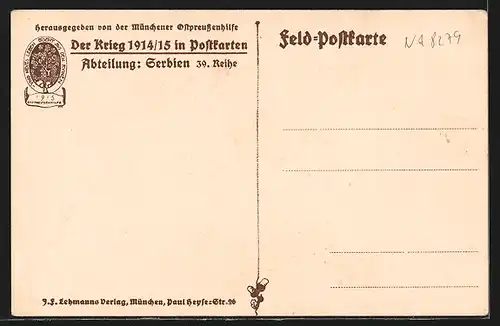 Herausgegeben von der Münchener Ostpreußenhilfe
Der Krieg 1914/15 in Postkarten
Abteilung: Serbien 39. Reihe
1915
Feld=Postkarte
J. F. Lehmanns Verlag, München, Paul Heyse=Str. 26